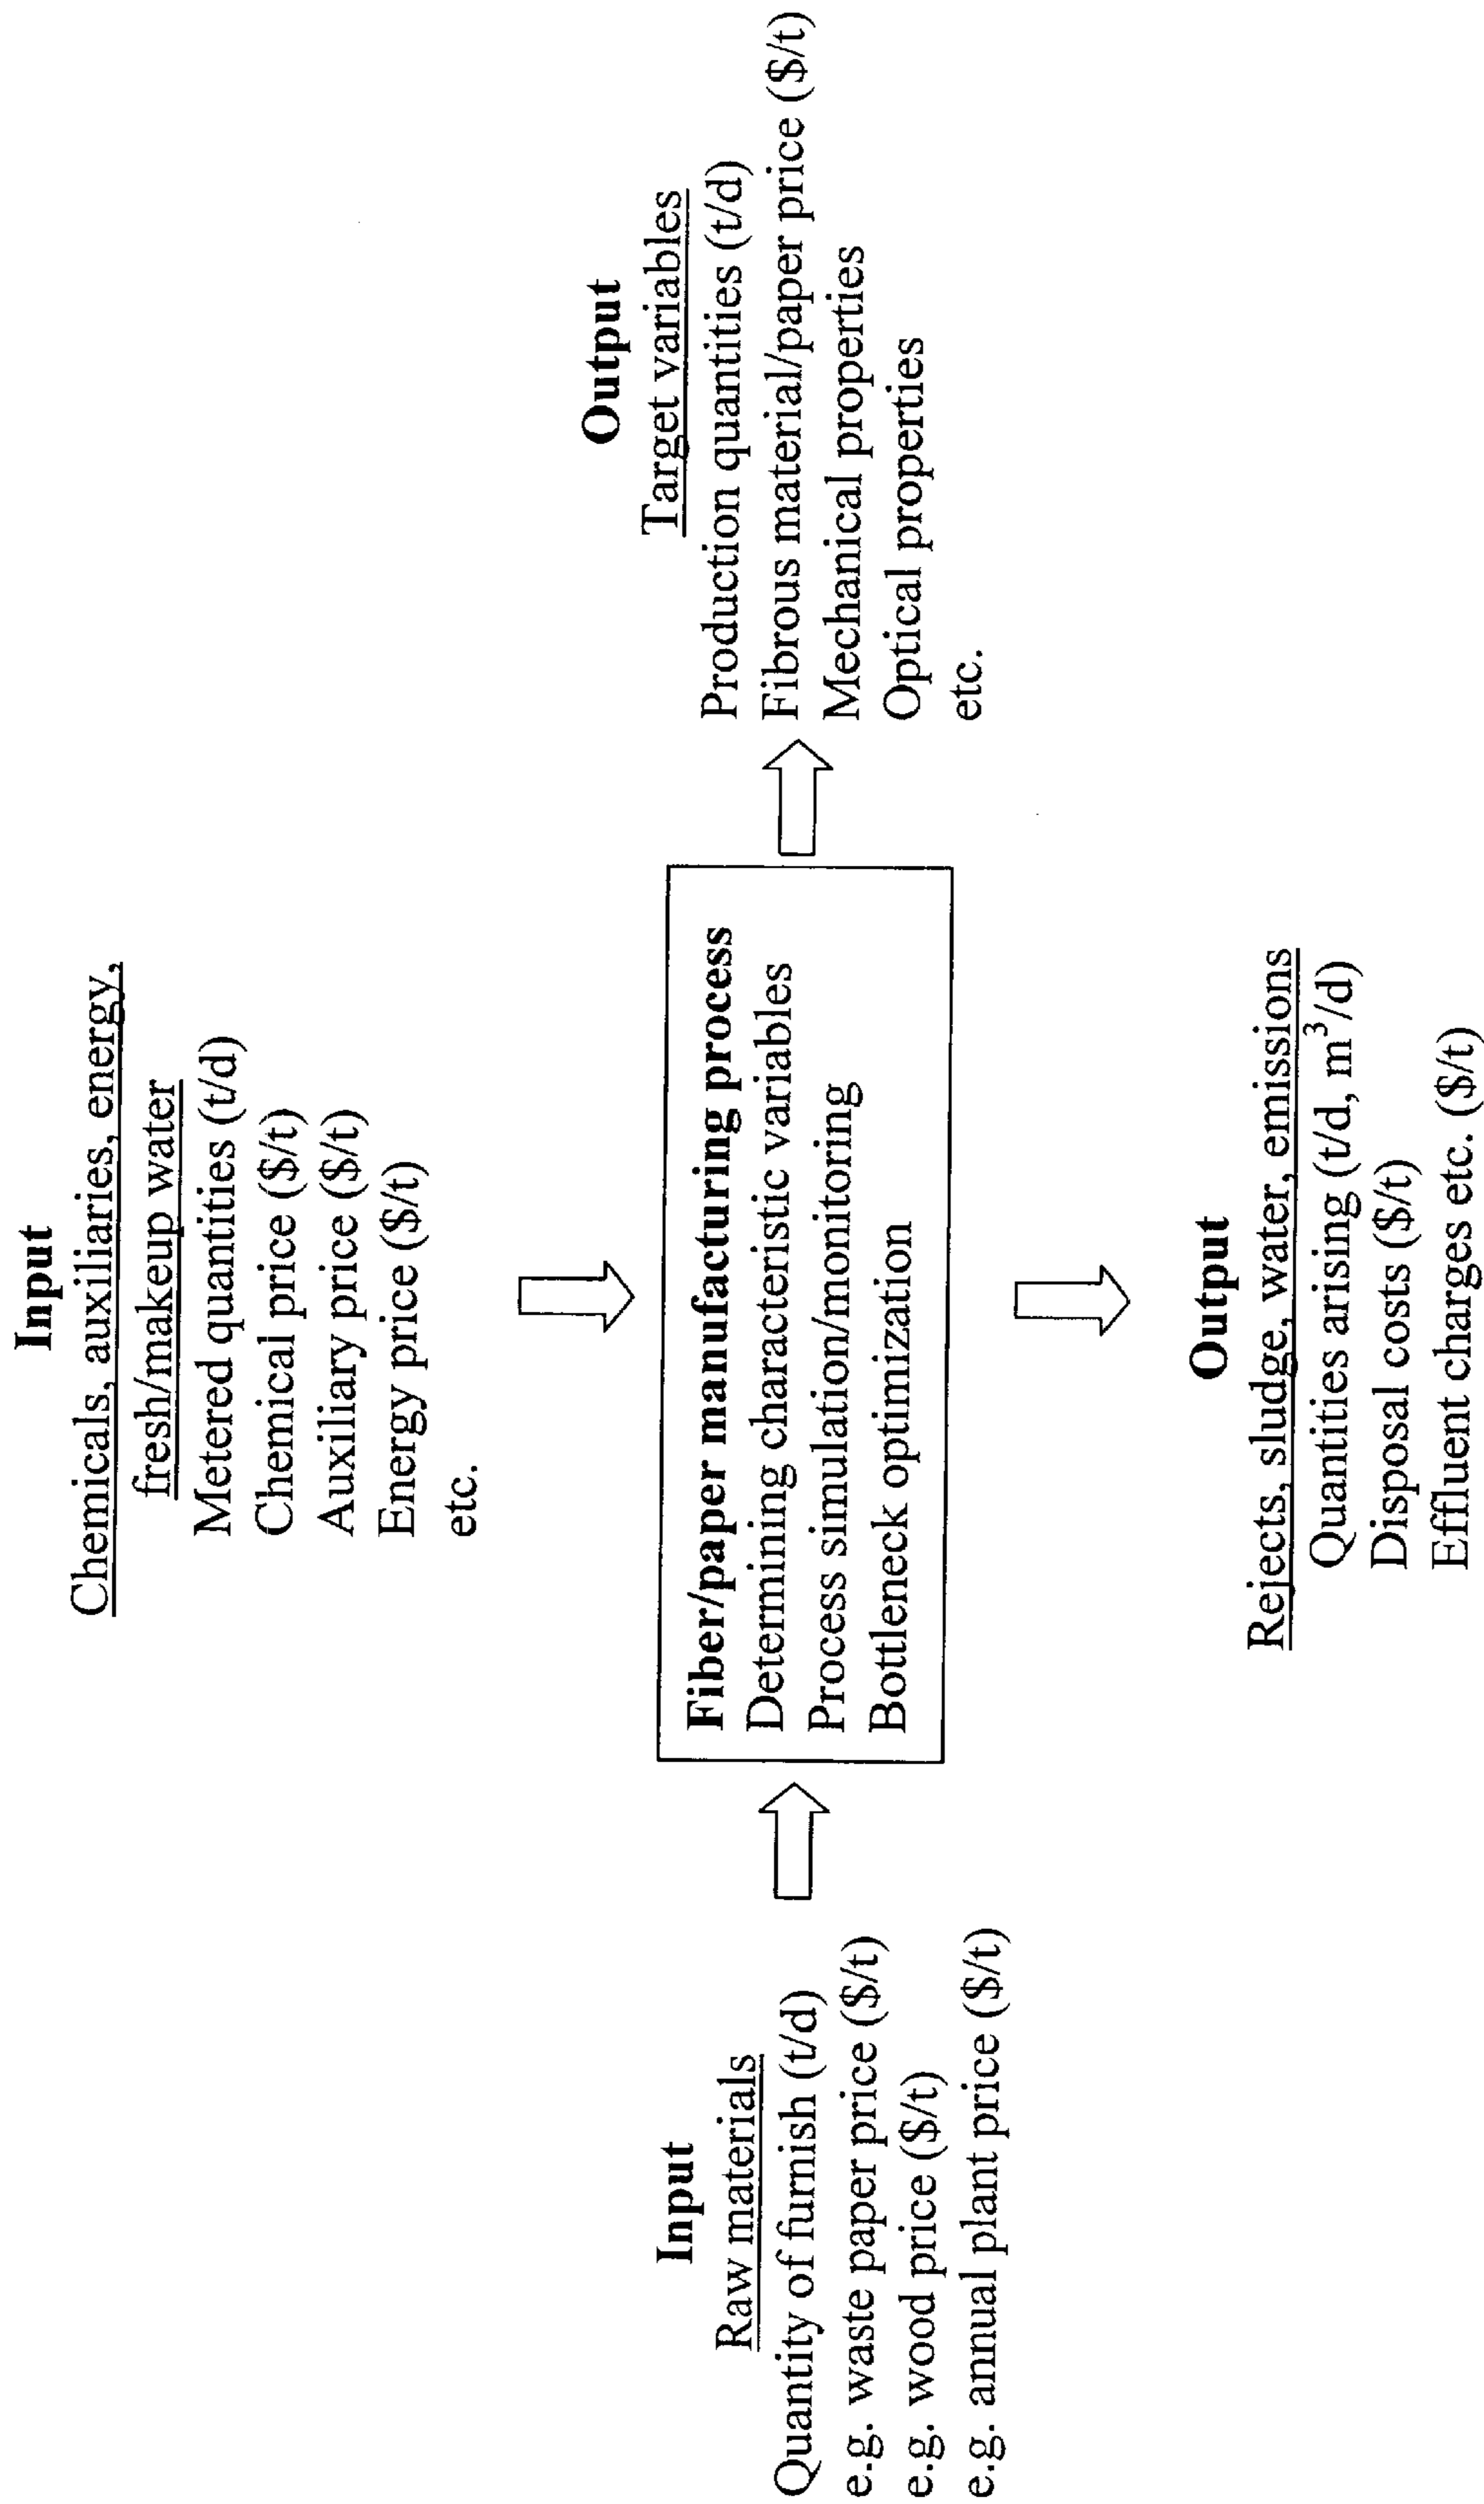 Input
Chemicals, auxiliaries, energy,
fresh/makeup water
Metered quantities (t/d)
Chemical price ($/t)
Auxiliary price ($/t)
Energy price ($/t)
etc.
Input
Raw materials
Quantity of furnish (t/d)
e.g. waste paper price ($/t)
e.g. wood price ($/t)
e.g. annual plant price ($/t)
Fiber/paper manufacturing process
Determining characteristic variables
Process simulation/monitoring
Bottleneck optimization
Output
Target variables
Production quantities (t/d)
Fibrous material/paper price ($/t)
Mechanical properties
Optical properties
etc.
Output
Rejects, sludge, water, emissions
Quantities arising (t/d, m³/d)
Disposal costs ($/t)
Effluent charges etc. ($/t)